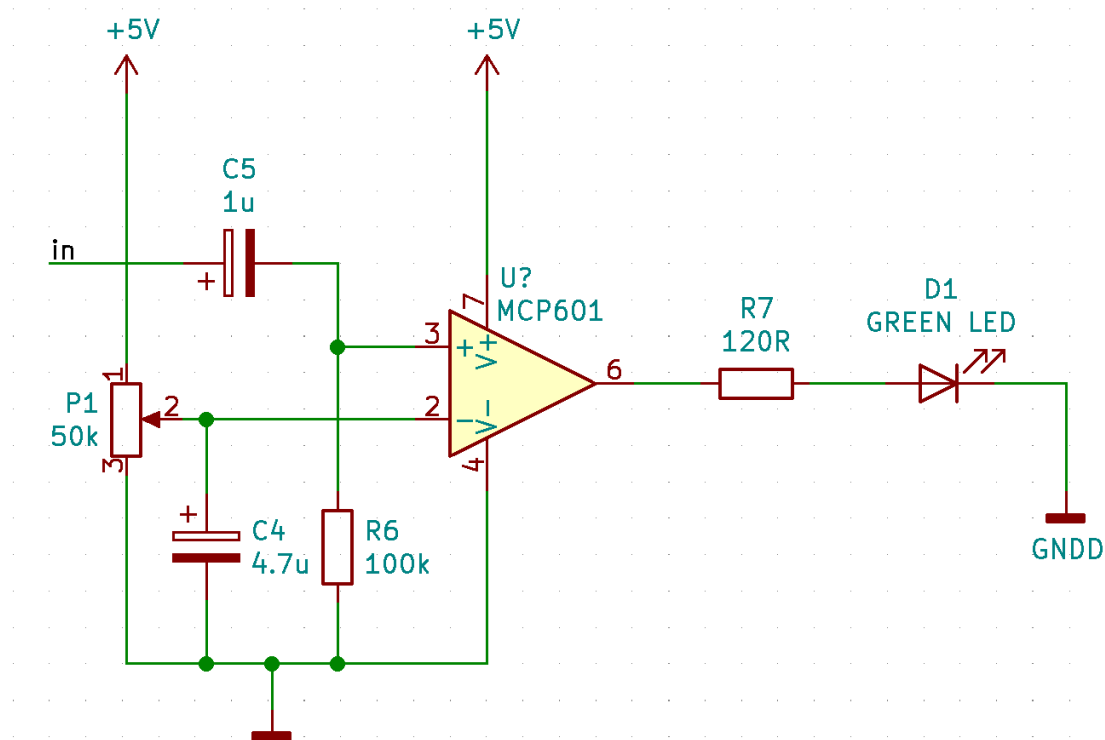 +5V
+5V
C5
1u
in
+
U?
MCP601
7
3
+
V+
6
R7
120R
D1
GREEN LED
1
P1
50k
2
3
2
−
V−
4
+
C4
4.7u
R6
100k
GNDD